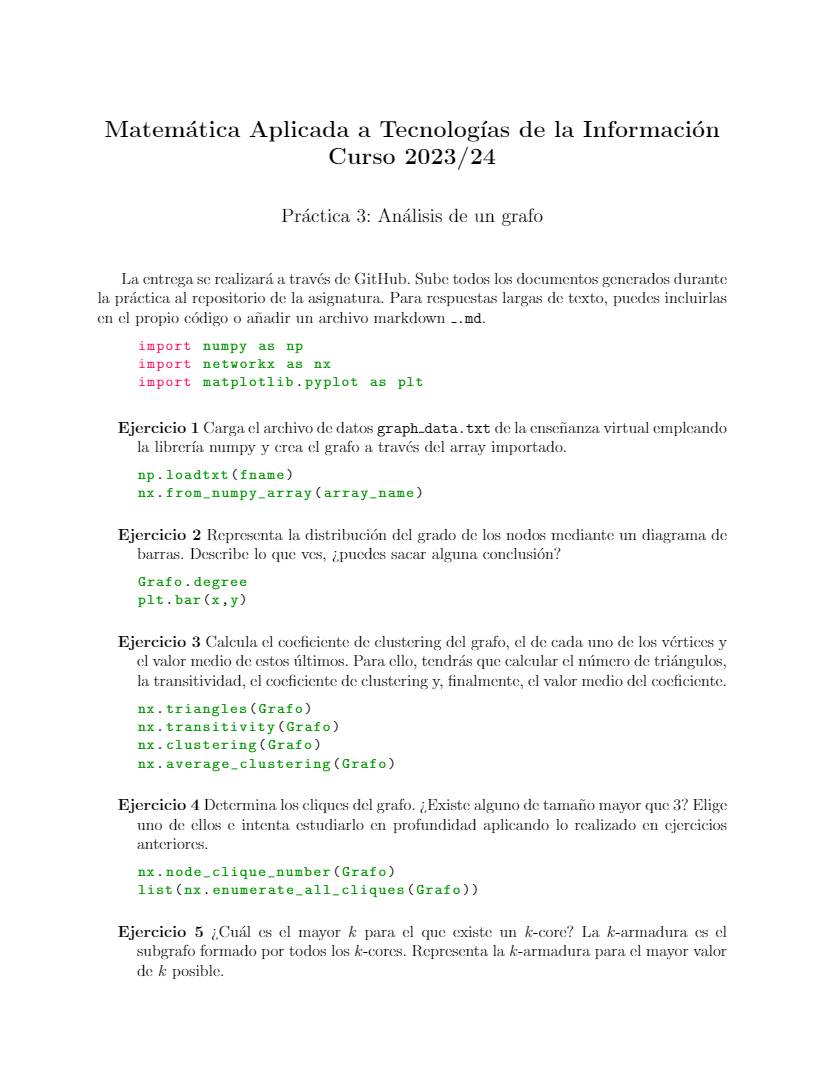 Matemática Aplicada a Tecnologías de la Información
Curso 2023/24
Práctica 3: Análisis de un grafo
La entrega se realizará a través de GitHub. Sube todos los documentos generados durante
la práctica al repositorio de la asignatura. Para respuestas largas de texto, puedes incluirlas
en el propio código o añadir un archivo markdown _.md.
import numpy as np
import networkx as nx
import matplotlib.pyplot as plt
Ejercicio 1 Carga el archivo de datos graph_data.txt de la enseñanza virtual empleando
la librería numpy y crea el grafo a través del array importado.
np.loadtxt(fname)
nx.from_numpy_array(array_name)
Ejercicio 2 Representa la distribución del grado de los nodos mediante un diagrama de
barras. Describe lo que ves, ¿puedes sacar alguna conclusión?
Grafo.degree
plt.bar(x,y)
Ejercicio 3 Calcula el coeficiente de clustering del grafo, el de cada uno de los vértices y
el valor medio de estos últimos. Para ello, tendrás que calcular el número de triángulos,
la transitividad, el coeficiente de clustering y, finalmente, el valor medio del coeficiente.
nx.triangles(Grafo)
nx.transitivity(Grafo)
nx.clustering(Grafo)
nx.average_clustering(Grafo)
Ejercicio 4 Determina los cliques del grafo. ¿Existe alguno de tamaño mayor que 3? Elige
uno de ellos e intenta estudiarlo en profundidad aplicando lo realizado en ejercicios
anteriores.
nx.node_clique_number(Grafo)
list(nx.enumerate_all_cliques(Grafo))
Ejercicio 5 ¿Cuál es el mayor k para el que existe un k-core? La k-armadura es el
subgrafo formado por todos los k-cores. Representa la k-armadura para el mayor valor
de k posible.